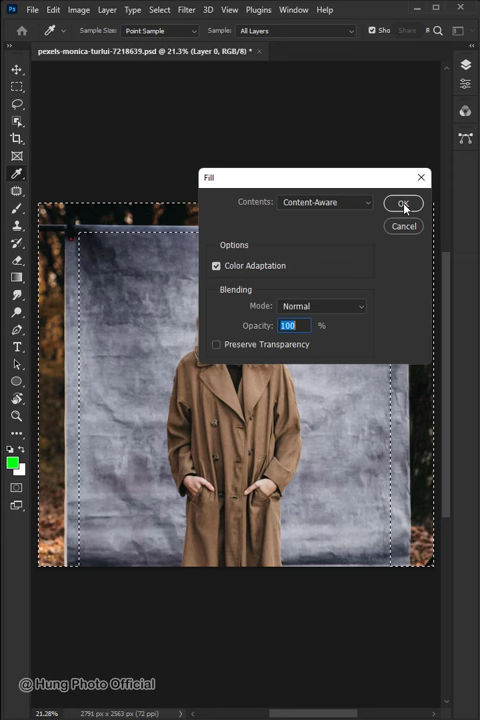 Ps File Edit Image Layer Type Select Filter 3D View Plugins Window Help
Sample Size: Point Sample Sample: All Layers Sho Share
pexels-monica-turlui-7218639.psd @ 21.3% (Layer 0, RGB/8) * ×
Fill
Contents: Content-Aware OK
Cancel
Options
Color Adaptation
Blending
Mode: Normal
Opacity: 100 %
Preserve Transparency
@ Hung Photo Official
21.28% 2791 px x 2563 px (72 ppi)